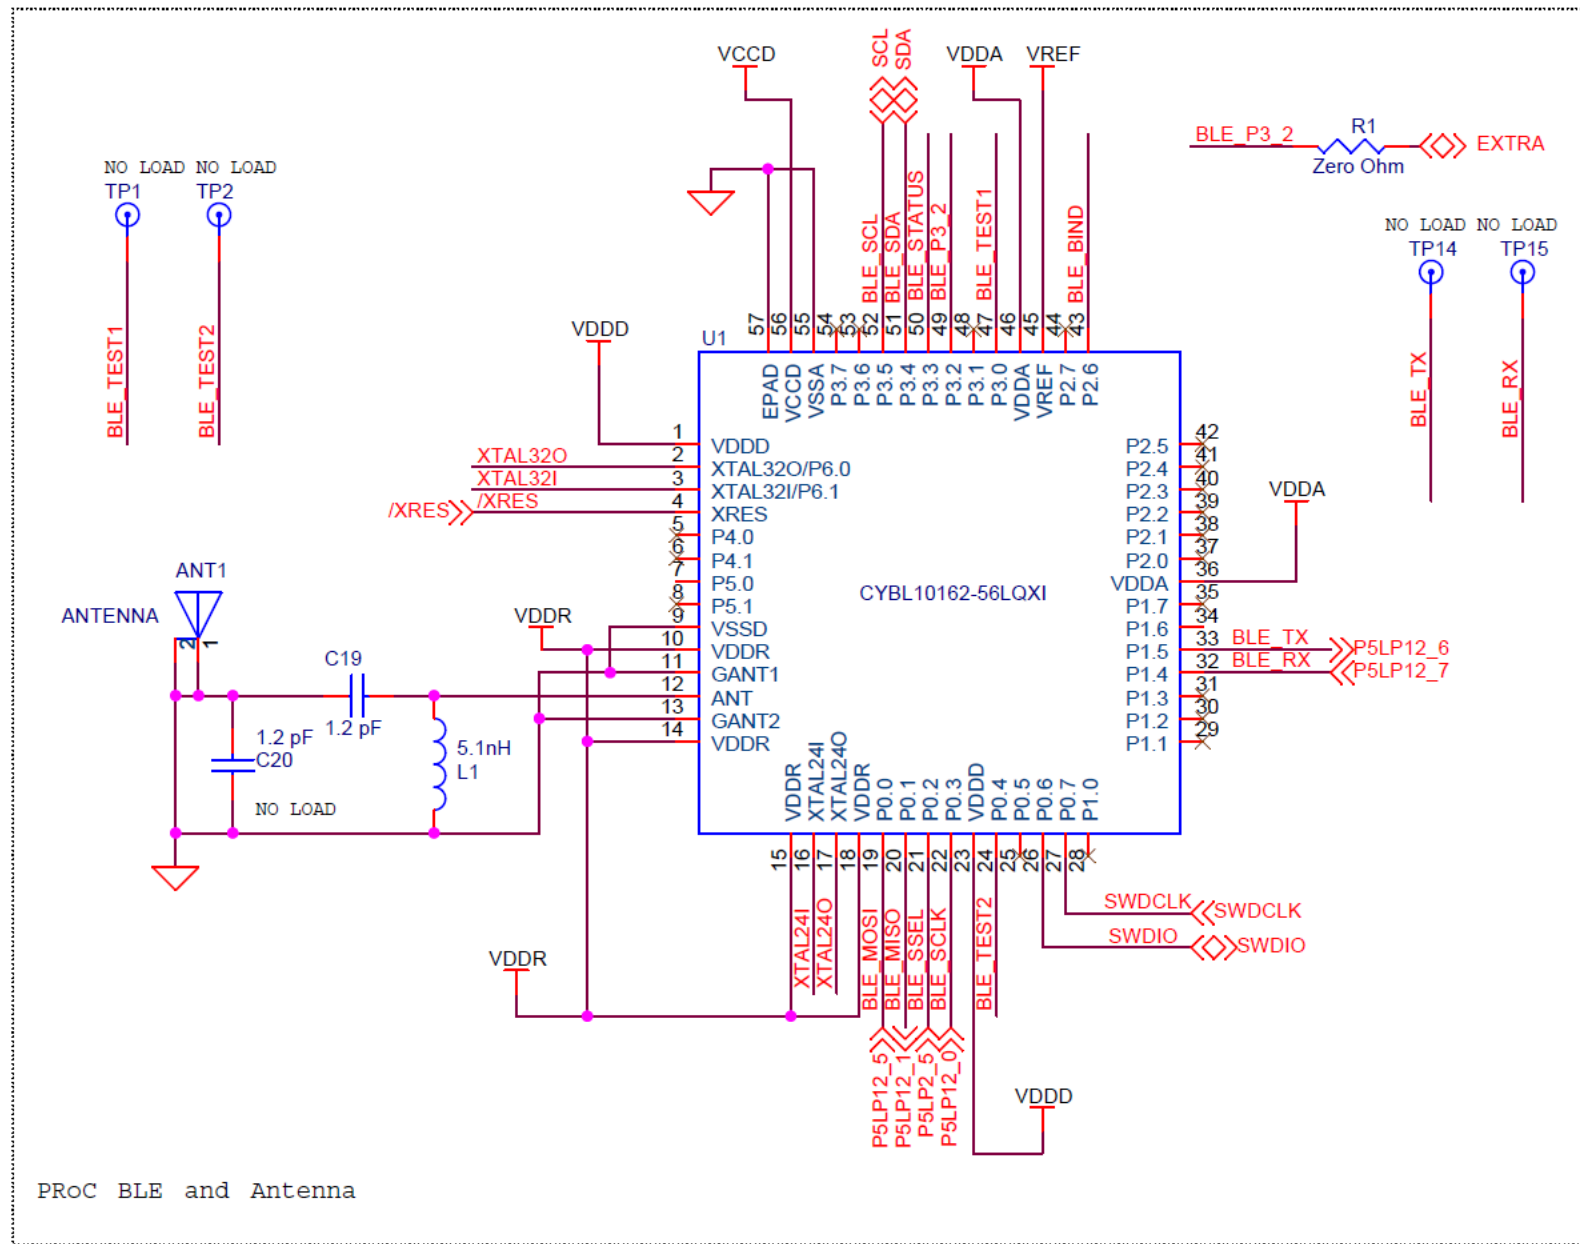 VCCD
SCL
SDA
VDDA
VREF
BLE_P3_2
R1
Zero Ohm
EXTRA
NO LOAD
TP1
NO LOAD
TP2
BLE_TEST1
BLE_TEST2
NO LOAD
TP14
NO LOAD
TP15
BLE_TX
BLE_RX
BLE_SCL
BLE_SDA
BLE_STATUS
BLE_P3_2
BLE_TEST1
BLE_BIND
57
56
55
54
53
52
51
50
49
48
47
46
45
44
43
U1
EPAD
VCCD
VSSA
P3.7
P3.6
P3.5
P3.4
P3.3
P3.2
P3.1
P3.0
VDDA
VREF
P2.7
P2.6
VDDD
1 VDDD
XTAL32O 2 XTAL32O/P6.0
XTAL32I 3 XTAL32I/P6.1
/XRES /XRES 4 XRES
5 P4.0
6 P4.1
7 P5.0
8 P5.1
9 VSSD
VDDR
10 VDDR
11 GANT1
12 ANT
13 GANT2
14 VDDR
CYBL10162-56LQXI
P2.5 42
P2.4 41
P2.3 40
P2.2 39
P2.1 38
P2.0 37
VDDA 36
VDDA
P1.7 35
P1.6 34
P1.5 33 BLE_TX P5LP12_6
P1.4 32 BLE_RX P5LP12_7
P1.3 31
P1.2 30
P1.1 29
ANT1
ANTENNA
2
1
C19
1.2 pF
1.2 pF
C20
NO LOAD
5.1nH
L1
VDDR
XTAL24I
XTAL24O
VDDR
P0.0
P0.1
P0.2
P0.3
VDDD
P0.4
P0.5
P0.6
P0.7
P1.0
15
16
17
18
19
20
21
22
23
24
25
26
27
28
VDDR
XTAL24I
XTAL24O
BLE_MOSI
BLE_MISO
BLE_SSEL
BLE_SCLK
BLE_TEST2
SWDCLK SWDCLK
SWDIO SWDIO
P5LP12_5
P5LP12_1
P5LP2_5
P5LP12_0
VDDD
PRoC BLE and Antenna